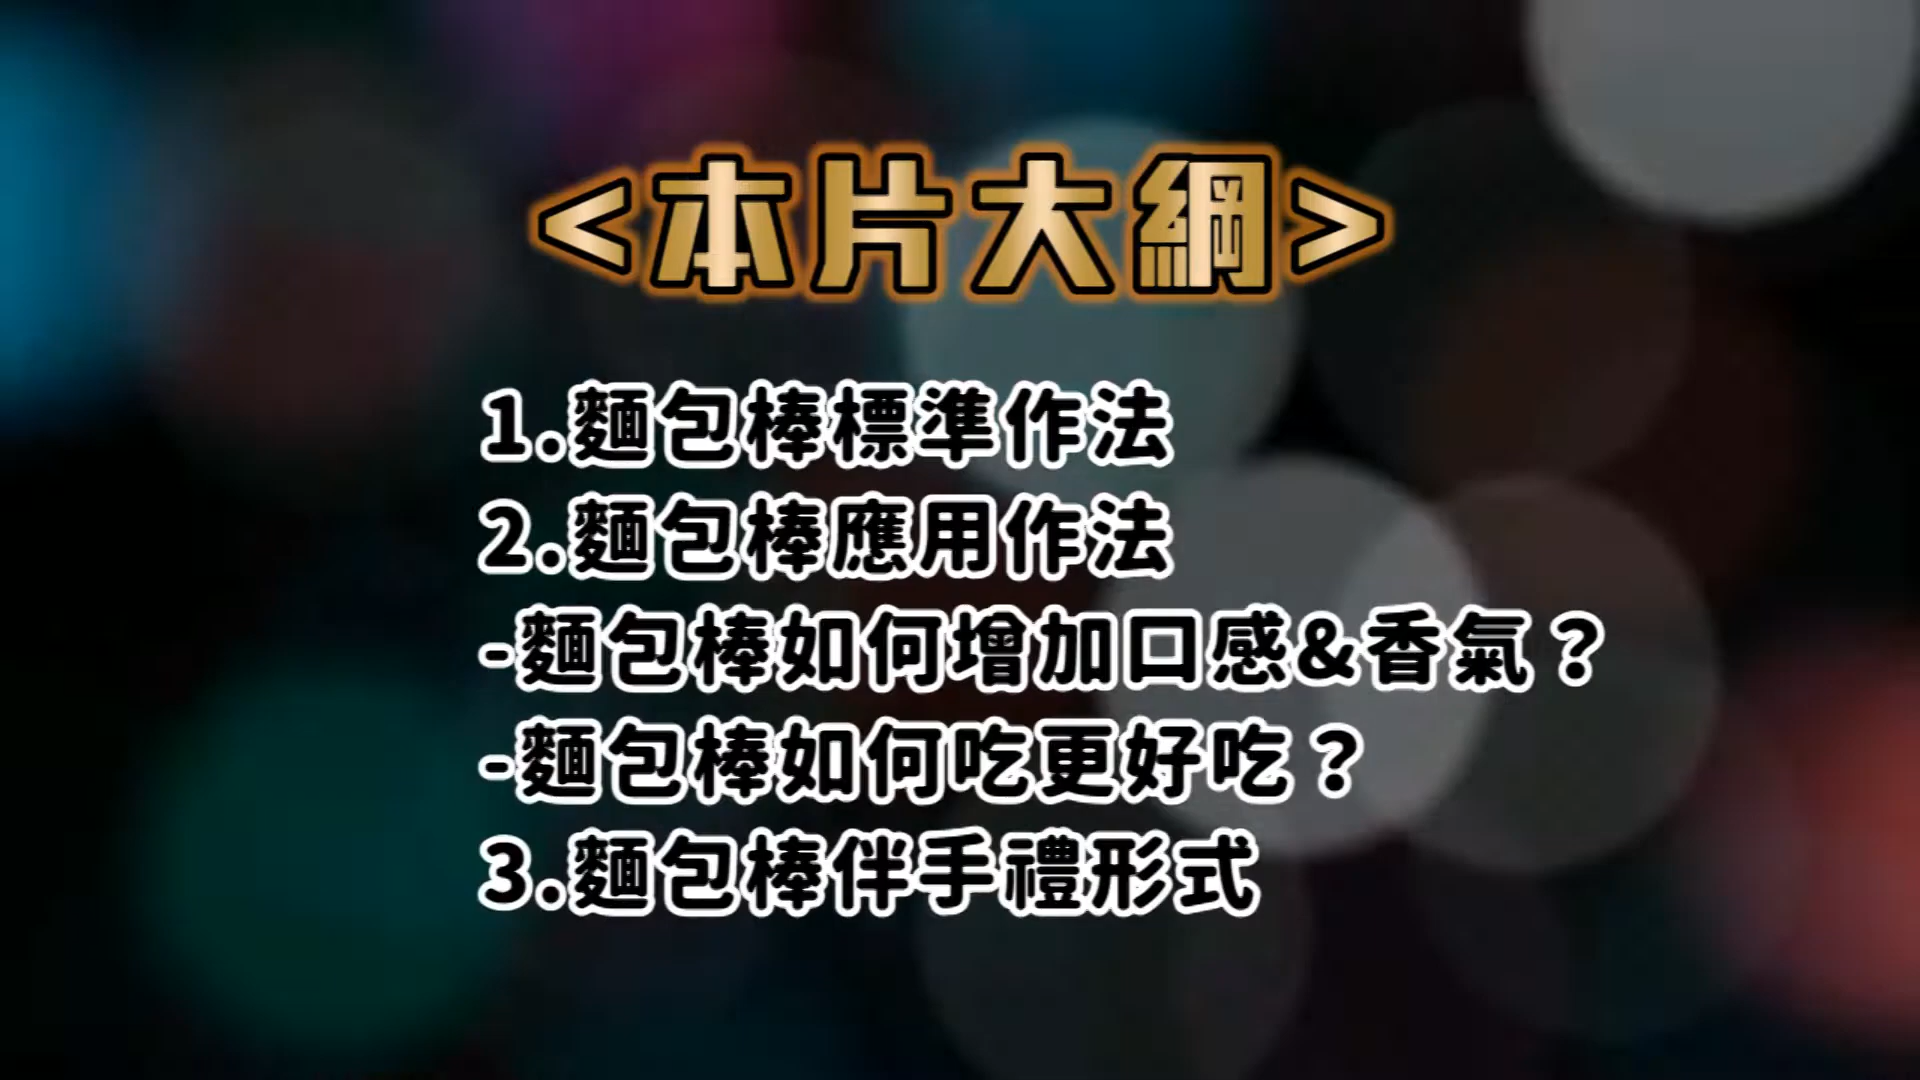 <本片大綱>
1.麵包棒標準作法
2.麵包棒應用作法
-麵包棒如何增加口感&香氣？
-麵包棒如何吃更好吃？
3.麵包棒伴手禮形式